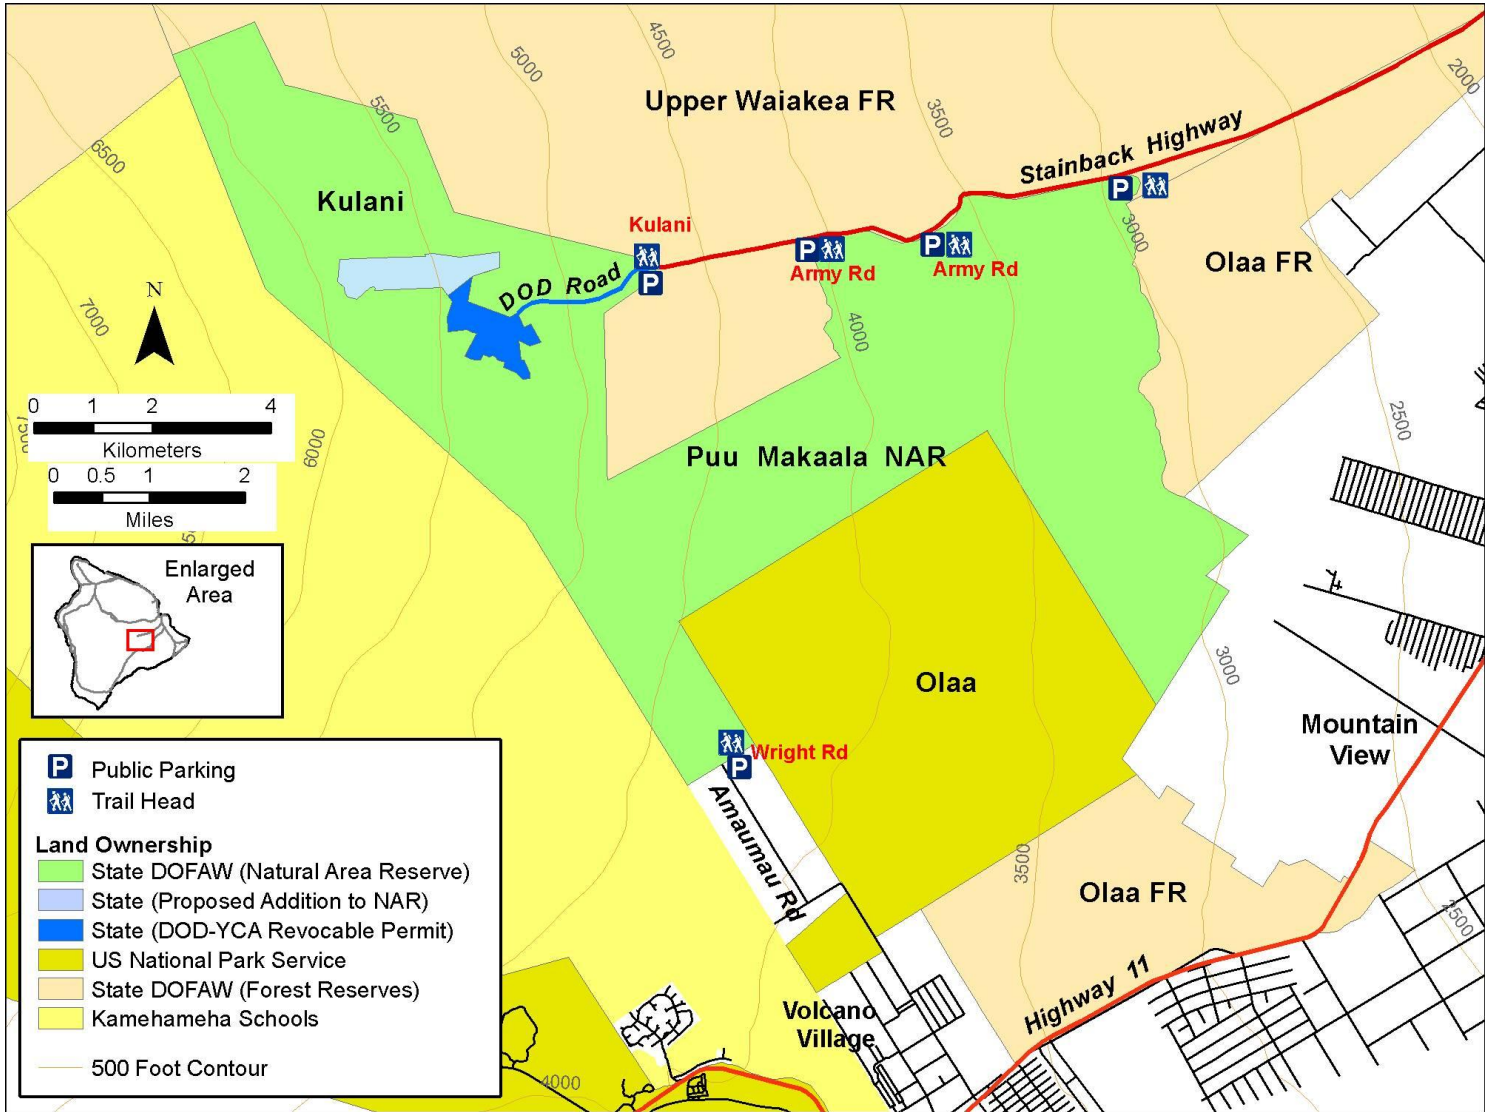 4500
5000
2000
5500
3500
Upper Waiakea FR
Stainback Highway
6500
Kulani
P
3000
Kulani
P
P
Army Rd
Army Rd
Olaa FR
DOD Road
P
N
7000
4000
0 1 2 4
Kilometers
0 0.5 1 2
Miles
6000
2500
Puu Makaala NAR
Enlarged
Area
3000
Olaa
Mountain
View
Wright Rd
P
Amaumau Rd
3500
Olaa FR
2500
Highway 11
Volcano
Village
4000
P Public Parking
Trail Head
Land Ownership
State DOFAW (Natural Area Reserve)
State (Proposed Addition to NAR)
State (DOD-YCA Revocable Permit)
US National Park Service
State DOFAW (Forest Reserves)
Kamehameha Schools
500 Foot Contour